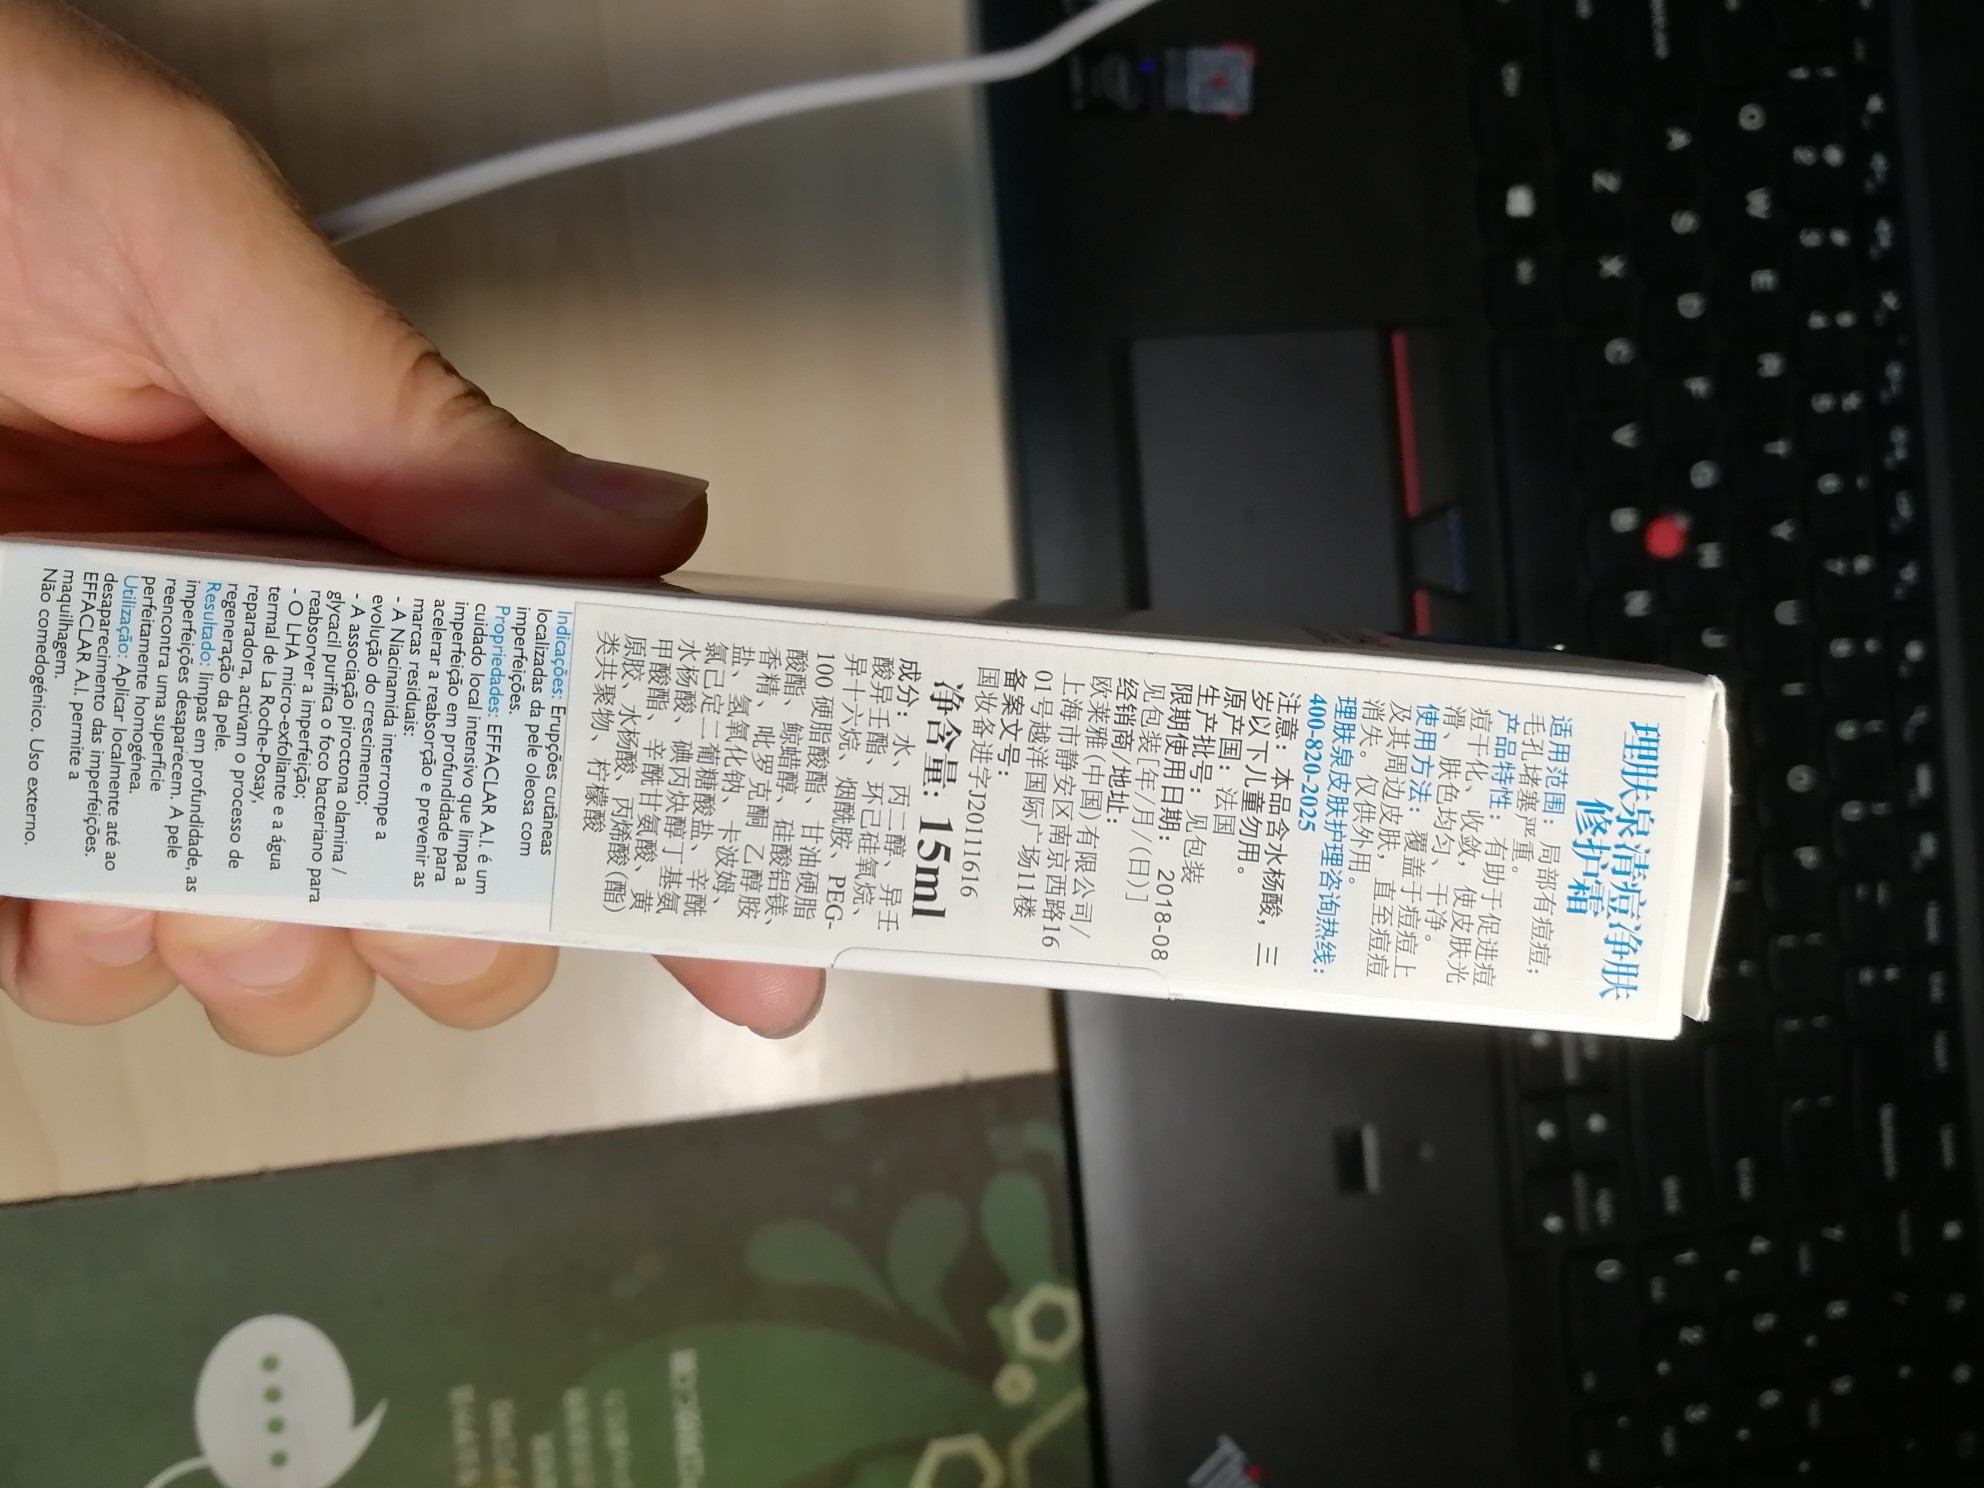 理肤泉清痘净肤
修护霜
适用范围：局部有痘痘；
毛孔堵塞严重。
产品特性：有助于促进痘
痘干化、收敛，使皮肤光
滑、肤色均匀、干净。
使用方法：覆盖于痘痘上
及其周边皮肤，直至痘痘
消失。仅供外用。
理肤泉皮肤护理咨询热线：
400-820-2025
注意：本品含水杨酸，三
岁以下儿童勿用。
原产国：法国
生产批号：见包装
限期使用日期：2018-08
见包装[年/月/(日)]
经销商/地址：
欧莱雅(中国)有限公司/
上海市静安区南京西路16
01号越洋国际广场11楼
备案文号：
国妆备进字J20111616
净含量：15ml
成分：水、丙二醇、异壬
酸异壬酯、环己硅氧烷、
异十六烷、烟酰胺、PEG-
100 硬脂酸酯、甘油硬脂
酸酯、鲸蜡醇、硅酸铝镁、
香精、吡罗克酮 乙醇胺
盐、氢氧化钠、卡波姆、
氯己定二葡糖酸盐、辛酰
水杨酸、碘丙炔醇丁基氨
甲酸酯、辛酰甘氨酸、黄
原胶、水杨酸、丙烯酸(酯)
类共聚物、柠檬酸
Indicações: Erupções cutâneas
localizadas da pele oleosa com
imperfeições.
Propriedades: EFFACLAR A.I. é um
cuidado local intensivo que limpa a
imperfeição em profundidade para
acelerar a reabsorção e prevenir as
marcas residuais:
- A Niacinamida interrompe a
evolução do crescimento;
- A associação piroctona olamina /
glycacil purifica o foco bacteriano para
reabsorver a imperfeição;
- O LHA micro-exfoliante e a água
termal de La Roche-Posay,
reparadora, activam o processo de
regeneração da pele.
Resultado: limpas em profundidade, as
imperfeições desaparecem. A pele
reencontra uma superfície
perfeitamente homogénea.
Utilização: Aplicar localmente até ao
desaparecimento das imperfeições.
EFFACLAR A.I. permite a
maquilhagem.
Não comedogénico. Uso externo.